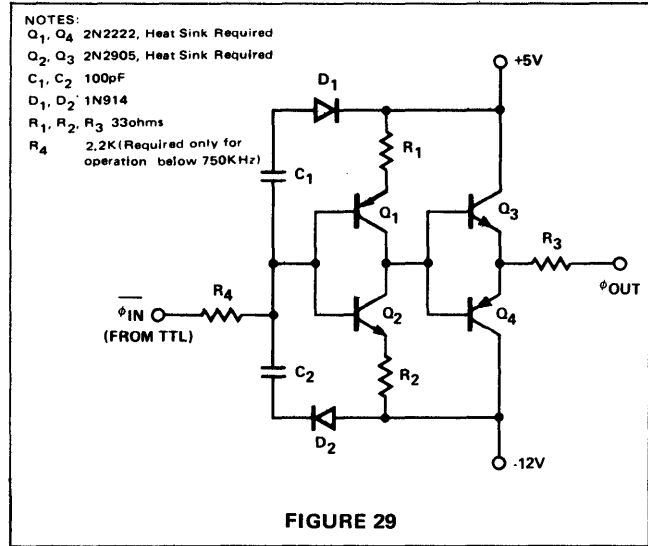 NOTES:
Q1, Q4 2N2222, Heat Sink Required
Q2, Q3 2N2905, Heat Sink Required
C1, C2 100pF
D1, D2 1N914
R1, R2, R3 33ohms
R4 2.2K (Required only for
operation below 750KHz)
D1
+5V
R1
C1
Q1
Q3
R3
R4
φIN
(FROM TTL)
φOUT
Q2
Q4
C2
R2
D2
-12V
FIGURE 29